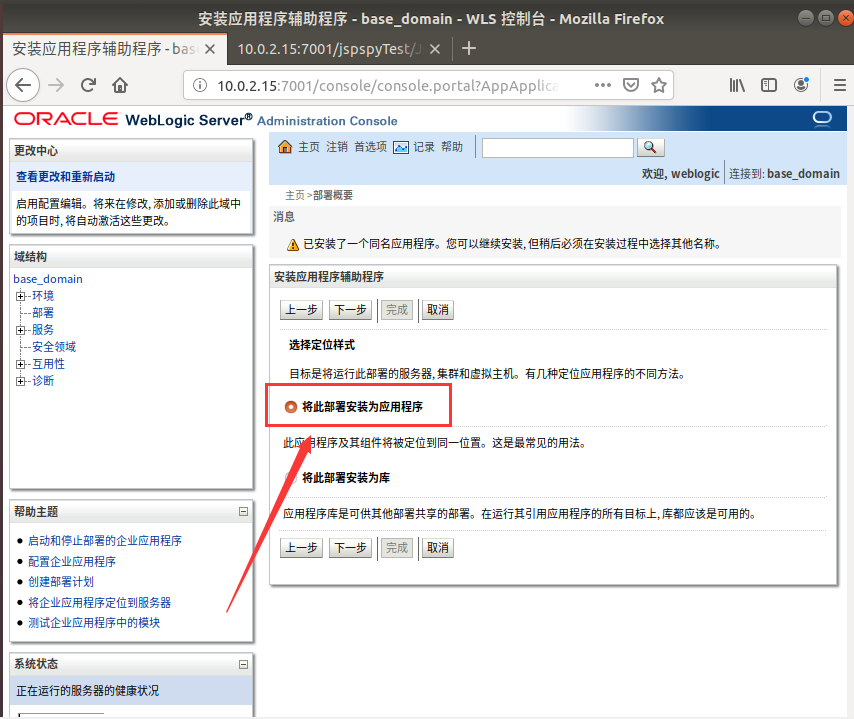 安装应用程序辅助程序 - base_domain - WLS 控制台 - Mozilla Firefox
安装应用程序辅助程序 - bas
10.0.2.15:7001/jspspyTest/
10.0.2.15:7001/console/console.portal?AppApplica
ORACLE WebLogic Server® Administration Console
更改中心
查看更改和重新启动
启用配置编辑。将来在修改, 添加或删除此域中
的项目时, 将自动激活这些更改。
域结构
base_domain
环境
部署
服务
安全领域
互用性
诊断
帮助主题
启动和停止部署的企业应用程序
配置企业应用程序
创建部署计划
将企业应用程序定位到服务器
测试企业应用程序中的模块
系统状态
正在运行的服务器的健康状况
主页 注销 首选项 记录 帮助
欢迎, weblogic 连接到: base_domain
主页 >部署概要
消息
已安装了一个同名应用程序。您可以继续安装, 但稍后必须在安装过程中选择其他名称。
安装应用程序辅助程序
上一步 下一步 完成 取消
选择定位样式
目标是将运行此部署的服务器, 集群和虚拟主机。有几种定位应用程序的不同方法。
将此部署安装为应用程序
此应用程序及其组件将被定位到同一位置。这是最常见的用法。
将此部署安装为库
应用程序库是可供其他部署共享的部署。在运行其引用应用程序的所有目标上, 库都应该是可用的。
上一步 下一步 完成 取消